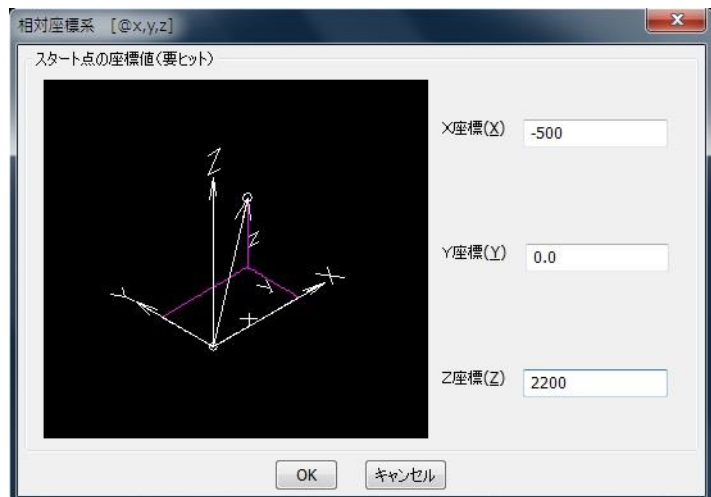 相対座標系 [@x,y,z]
スタート点の座標値(要ヒット)
X座標(X) -500
Y座標(Y) 0.0
Z座標(Z) 2200
Z
Z
X
Y
Y
X
OK キャンセル